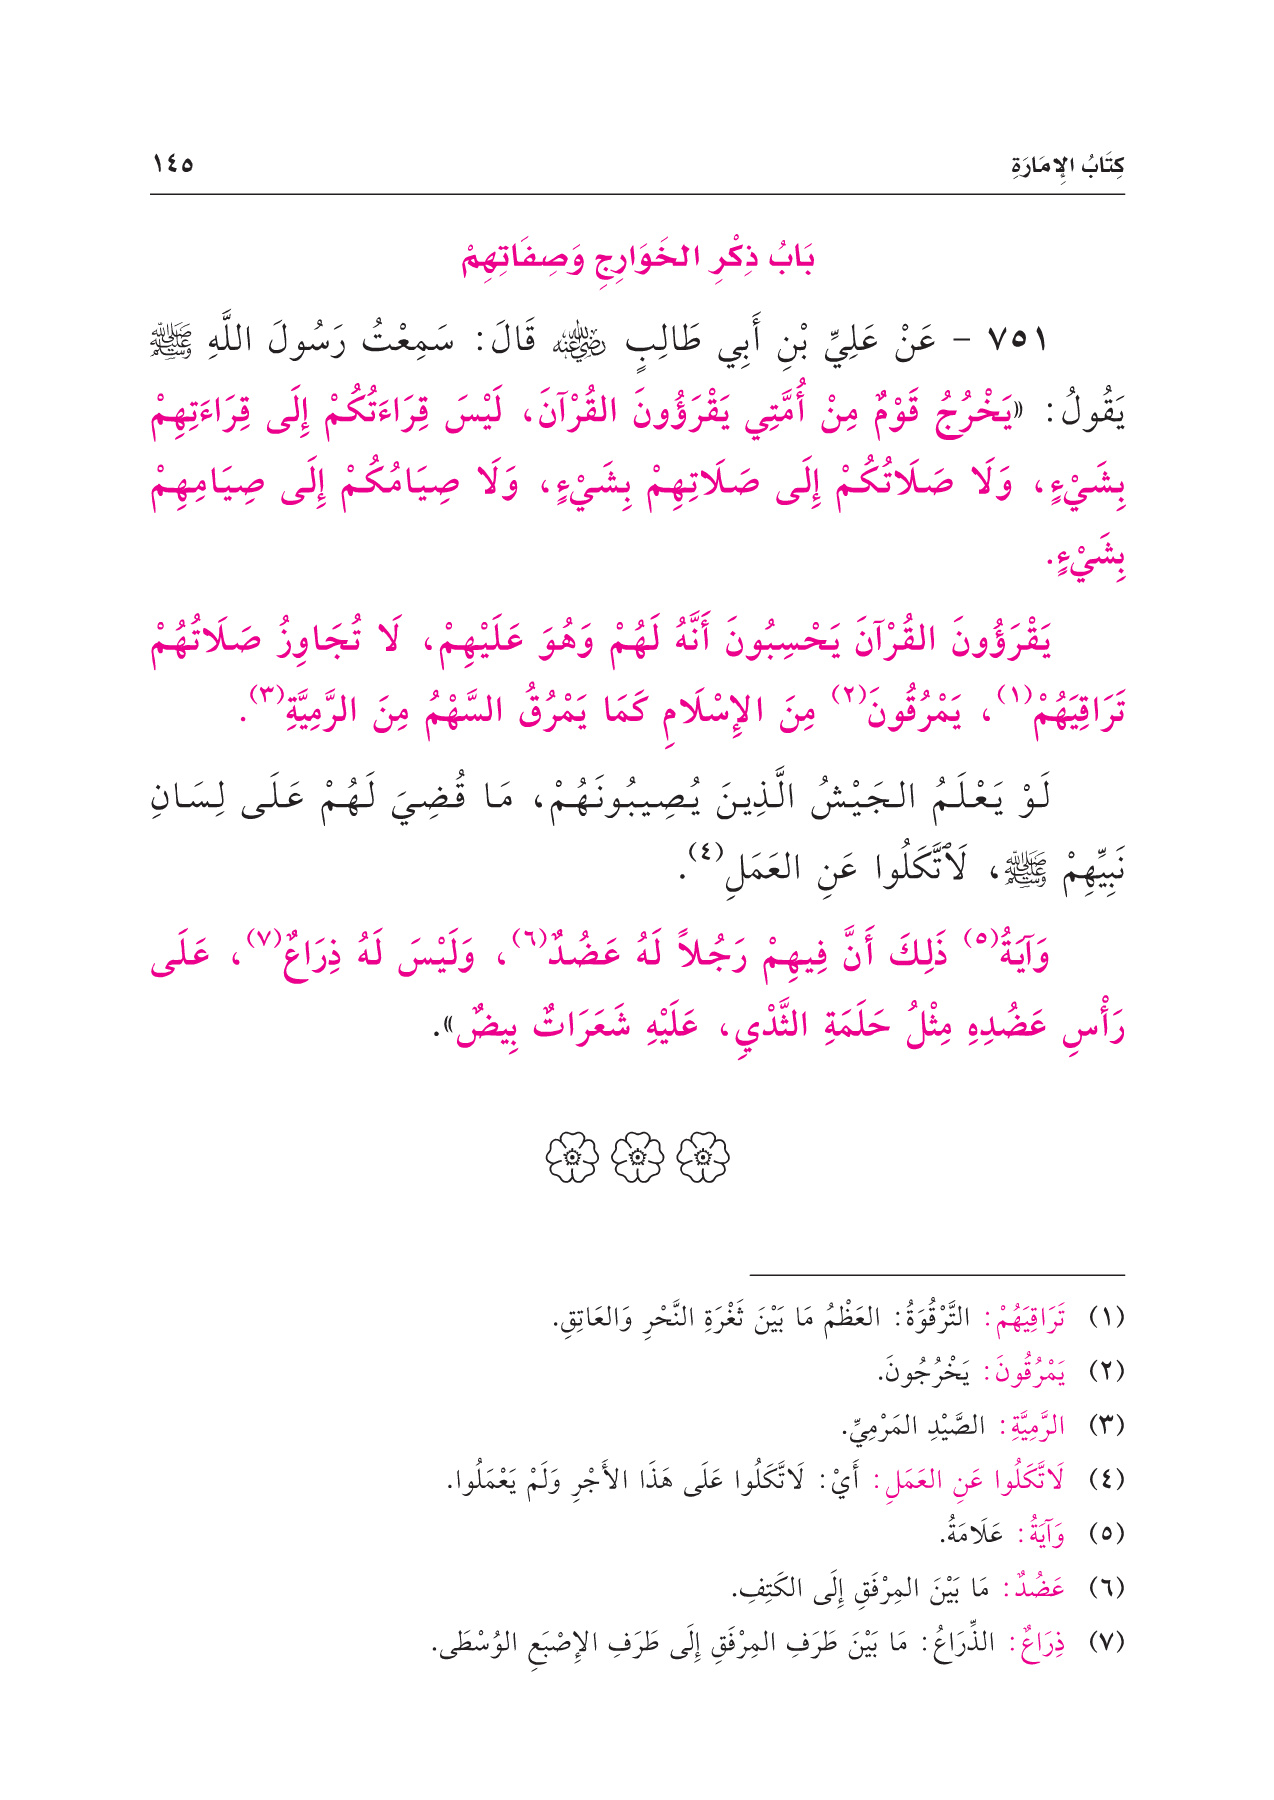 كِتَابُ الإِمَارَةِ ١٤٥
بَابُ ذِكْرِ الخَوَارِجِ وَصِفَاتِهِمْ
٧٥١ - عَنْ عَلِيِّ بْنِ أَبِي طَالِبٍ رضي الله عنه قَالَ: سَمِعْتُ رَسُولَ اللَّهِ ﷺ
يَقُولُ: «يَخْرُجُ قَوْمٌ مِنْ أُمَّتِي يَقْرَؤُونَ القُرْآنَ، لَيْسَ قِرَاءَتُكُمْ إِلَى قِرَاءَتِهِمْ
بِشَيْءٍ، وَلَا صَلَاتُكُمْ إِلَى صَلَاتِهِمْ بِشَيْءٍ، وَلَا صِيَامُكُمْ إِلَى صِيَامِهِمْ
بِشَيْءٍ.
يَقْرَؤُونَ القُرْآنَ يَحْسِبُونَ أَنَّهُ لَهُمْ وَهُوَ عَلَيْهِمْ، لَا تُجَاوِزُ صَلَاتُهُمْ
تَرَاقِيَهُمْ(١)، يَمْرُقُونَ(٢) مِنَ الإِسْلَامِ كَمَا يَمْرُقُ السَّهْمُ مِنَ الرَّمِيَّةِ(٣).
لَوْ يَعْلَمُ الجَيْشُ الَّذِينَ يُصِيبُونَهُمْ، مَا قُضِيَ لَهُمْ عَلَى لِسَانِ
نَبِيِّهِمْ ﷺ، لَاتَّكَلُوا عَنِ العَمَلِ(٤).
وَآيَةُ(٥) ذَلِكَ أَنَّ فِيهِمْ رَجُلاً لَهُ عَضُدٌ(٦)، وَلَيْسَ لَهُ ذِرَاعٌ(٧)، عَلَى
رَأْسِ عَضُدِهِ مِثْلُ حَلَمَةِ الثَّدْيِ، عَلَيْهِ شَعَرَاتٌ بِيضٌ».
(١) تَرَاقِيَهُمْ: التَّرْقُوَةُ: العَظْمُ مَا بَيْنَ ثَغْرَةِ النَّحْرِ وَالعَاتِقِ.
(٢) يَمْرُقُونَ: يَخْرُجُونَ.
(٣) الرَّمِيَّةِ: الصَّيْدِ المَرْمِيِّ.
(٤) لَاتَّكَلُوا عَنِ العَمَلِ: أَيْ: لَاتَّكَلُوا عَلَى هَذَا الأَجْرِ وَلَمْ يَعْمَلُوا.
(٥) وَآيَةُ: عَلَامَةُ.
(٦) عَضُدٌ: مَا بَيْنَ المِرْفَقِ إِلَى الكَتِفِ.
(٧) ذِرَاعٌ: الذِّرَاعُ: مَا بَيْنَ طَرَفِ المِرْفَقِ إِلَى طَرَفِ الإِصْبَعِ الوُسْطَى.